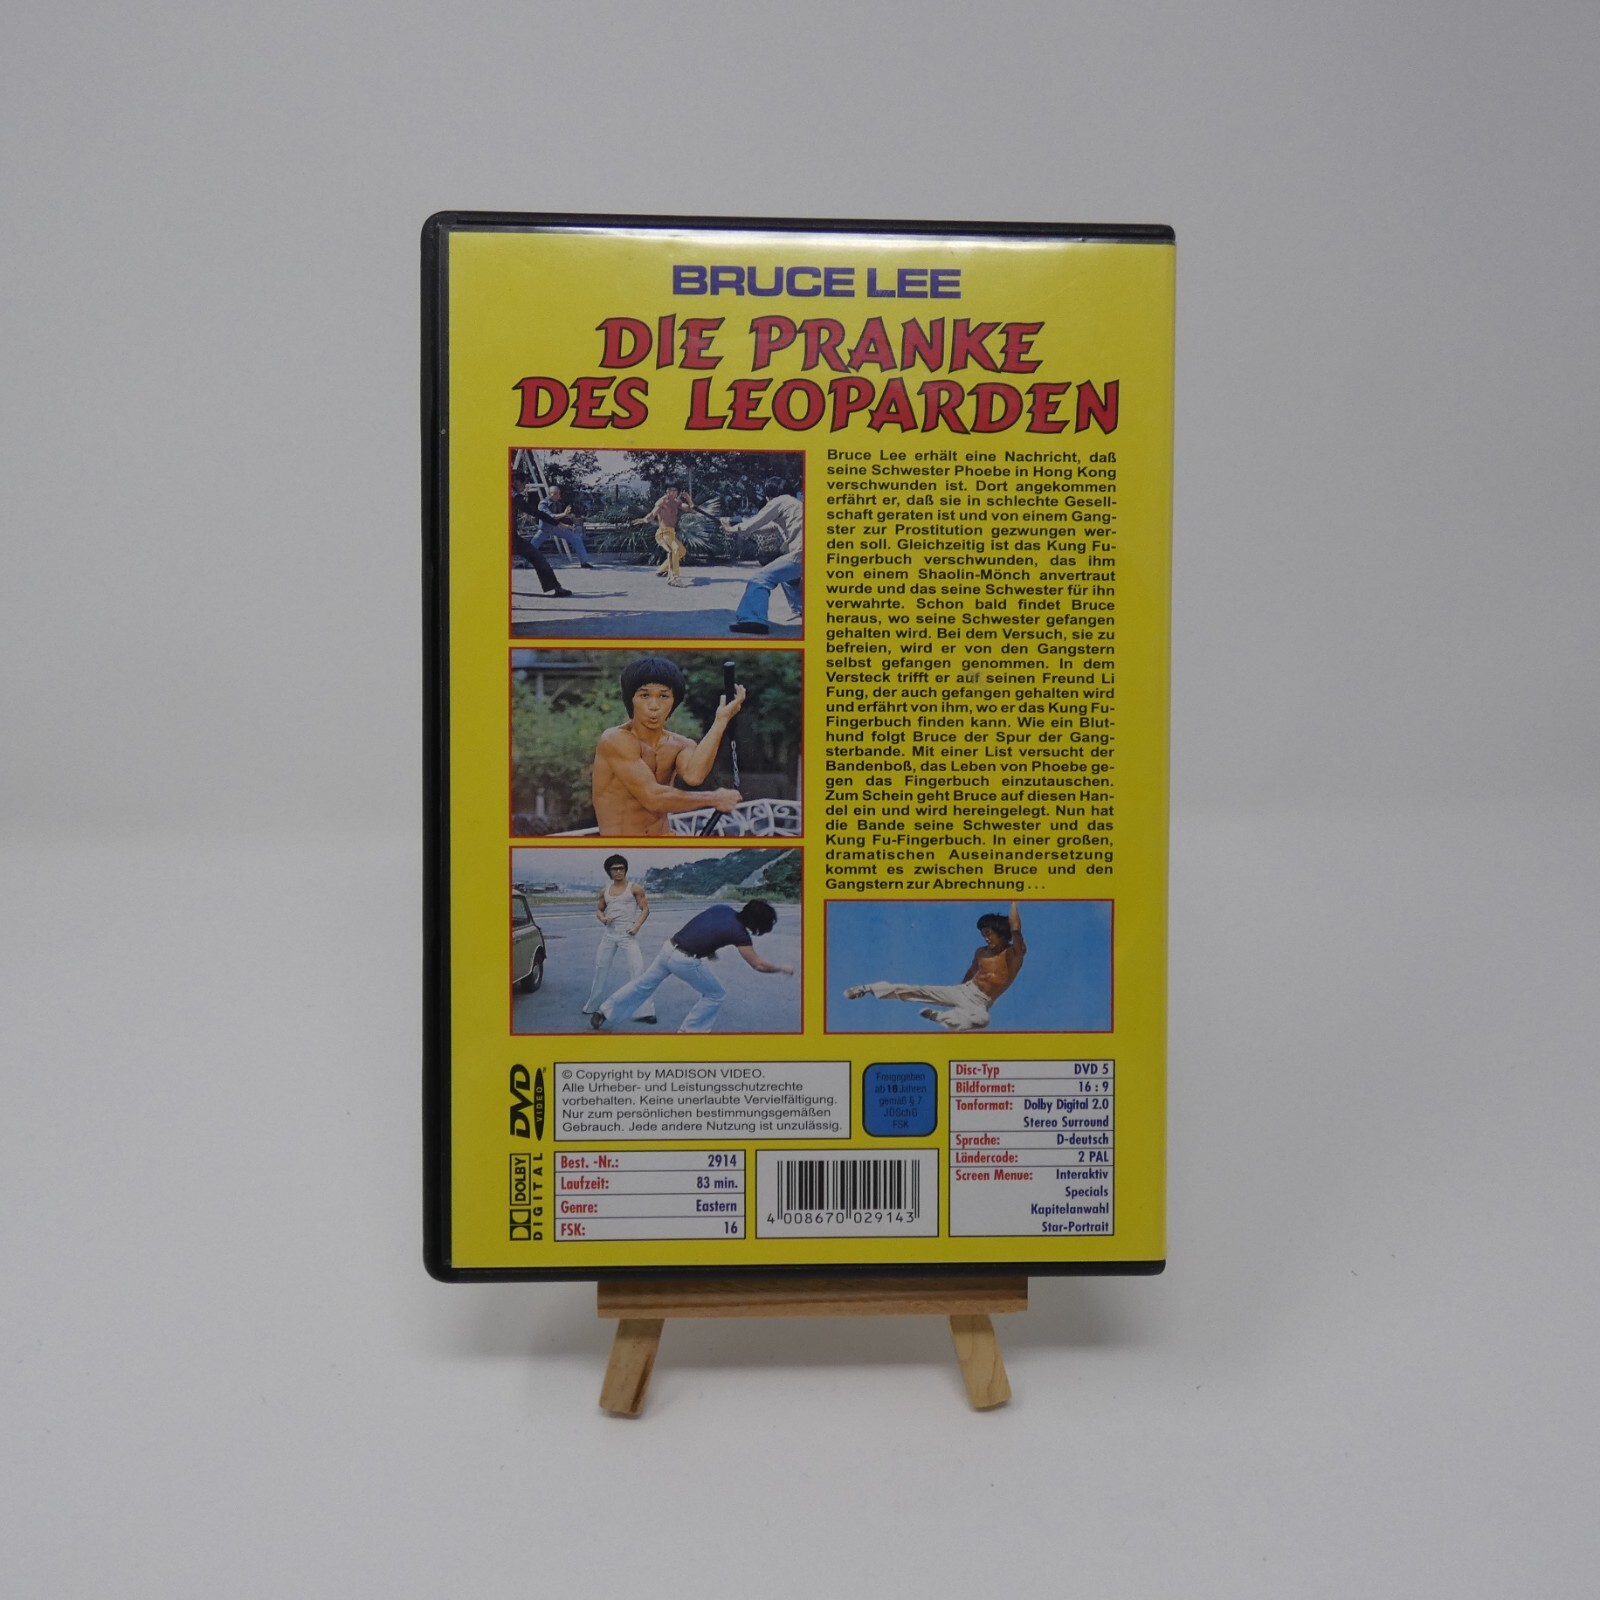 BRUCE LEE
DIE PRANKE
DES LEOPARDEN
Bruce Lee erhält eine Nachricht, daß
seine Schwester Phoebe in Hong Kong
verschwunden ist. Dort angekommen
erfährt er, daß sie in schlechte Gesell-
schaft geraten ist und von einem Gang-
ster zur Prostitution gezwungen wer-
den soll. Gleichzeitig ist das Kung Fu-
Fingerbuch verschwunden, das ihm
von einem Shaolin-Mönch anvertraut
wurde und das seine Schwester für ihn
verwahrte. Schon bald findet Bruce
heraus, wo seine Schwester gefangen
gehalten wird. Bei dem Versuch, sie zu
befreien, wird er von den Gangstern
selbst gefangen genommen. In dem
Versteck trifft er auf seinen Freund Li
Fung, der auch gefangen gehalten wird
und erfährt von ihm, wo er das Kung Fu-
Fingerbuch finden kann. Wie ein Blut-
hund folgt Bruce der Spur der Gang-
sterbande. Mit einer List versucht der
Bandenboß, das Leben von Phoebe ge-
gen das Fingerbuch einzutauschen.
Zum Schein geht Bruce auf diesen Han-
del ein und wird hereingelegt. Nun hat
die Bande seine Schwester und das
Kung Fu-Fingerbuch. In einer großen,
dramatischen Auseinandersetzung
kommt es zwischen Bruce und den
Gangstern zur Abrechnung . . .
DVD
VIDEO
© Copyright by MADISON VIDEO.
Alle Urheber- und Leistungsschutzrechte
vorbehalten. Keine unerlaubte Vervielfältigung.
Nur zum persönlichen bestimmungsgemäßen
Gebrauch. Jede andere Nutzung ist unzulässig.
Freigegeben
ab 16 Jahren
gemäß § 7
JÖSchG
FSK
Disc-Typ DVD 5
Bildformat: 16 : 9
Tonformat: Dolby Digital 2.0
Stereo Surround
Sprache: D-deutsch
Ländercode: 2 PAL
Screen Menue: Interaktiv
Specials
Kapitelanwahl
Star-Portrait
DOLBY
DIGITAL
Best. -Nr.: 2914
Laufzeit: 83 min.
Genre: Eastern
FSK: 16
4 008670 029143